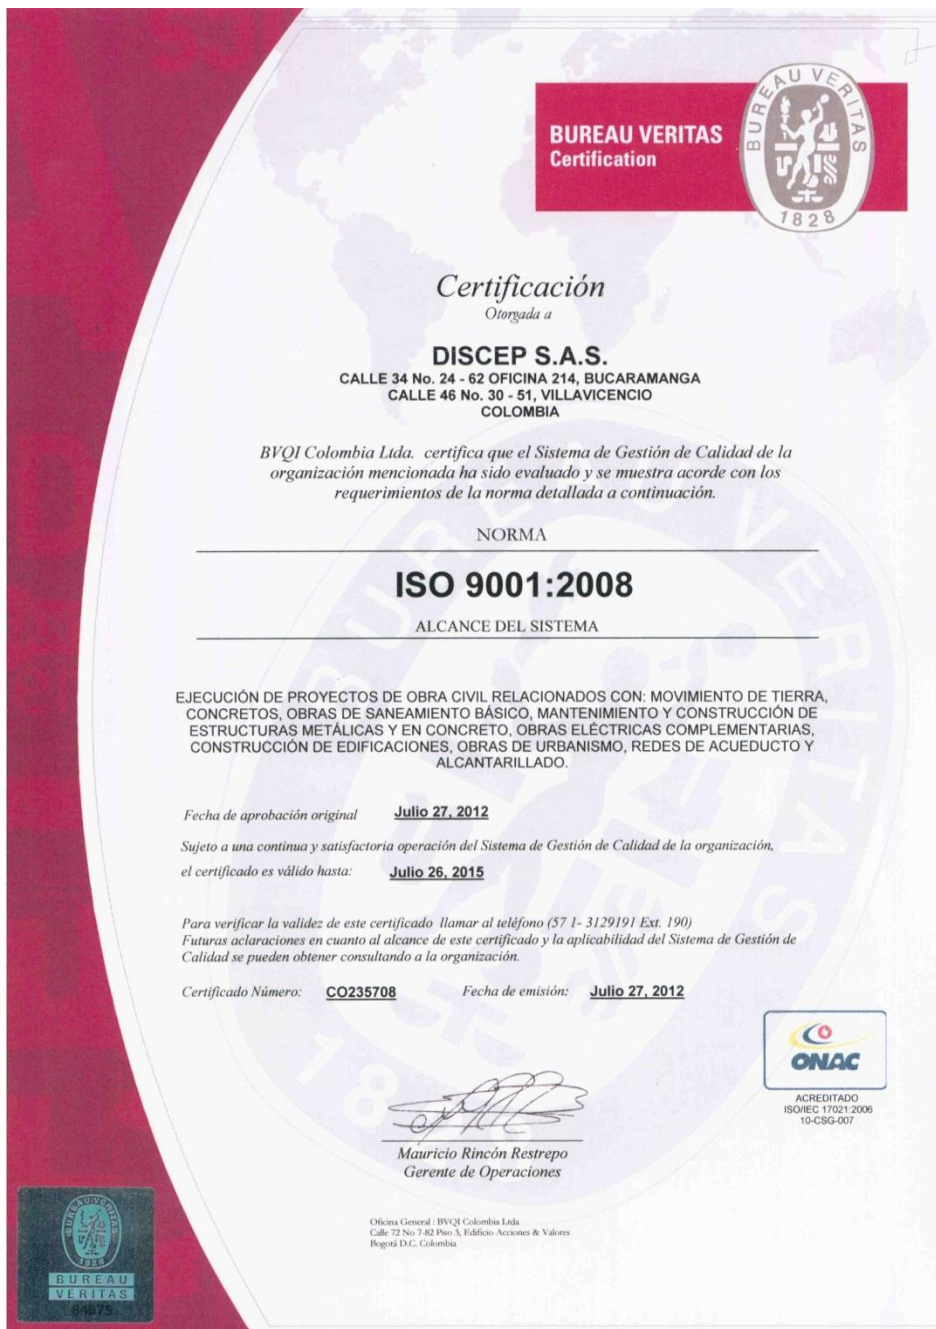 BUREAU VERITAS
Certification
BUREAU VERITAS
1828
Certificación
Otorgada a
DISCEP S.A.S.
CALLE 34 No. 24 - 62 OFICINA 214, BUCARAMANGA
CALLE 46 No. 30 - 51, VILLAVICENCIO
COLOMBIA
BVQI Colombia Ltda. certifica que el Sistema de Gestión de Calidad de la
organización mencionada ha sido evaluado y se muestra acorde con los
requerimientos de la norma detallada a continuación.
NORMA
ISO 9001:2008
ALCANCE DEL SISTEMA
EJECUCIÓN DE PROYECTOS DE OBRA CIVIL RELACIONADOS CON: MOVIMIENTO DE TIERRA,
CONCRETOS, OBRAS DE SANEAMIENTO BÁSICO, MANTENIMIENTO Y CONSTRUCCIÓN DE
ESTRUCTURAS METÁLICAS Y EN CONCRETO, OBRAS ELÉCTRICAS COMPLEMENTARIAS,
CONSTRUCCIÓN DE EDIFICACIONES, OBRAS DE URBANISMO, REDES DE ACUEDUCTO Y
ALCANTARILLADO.
Fecha de aprobación original Julio 27, 2012
Sujeto a una continua y satisfactoria operación del Sistema de Gestión de Calidad de la organización,
el certificado es válido hasta: Julio 26, 2015
Para verificar la validez de este certificado llamar al teléfono (57 1- 3129191 Ext. 190)
Futuras aclaraciones en cuanto al alcance de este certificado y la aplicabilidad del Sistema de Gestión de
Calidad se pueden obtener consultando a la organización.
Certificado Número: CO235708 Fecha de emisión: Julio 27, 2012
ONAC
ACREDITADO
ISO/IEC 17021:2006
10-CSG-007
Mauricio Rincón Restrepo
Gerente de Operaciones
Oficina General : BVQI Colombia Ltda
Calle 72 No 7-82 Piso 3, Edificio Acciones & Valores
Bogotá D.C. Colombia
BUREAU VERITAS
1828
BUREAU
VERITAS
84875